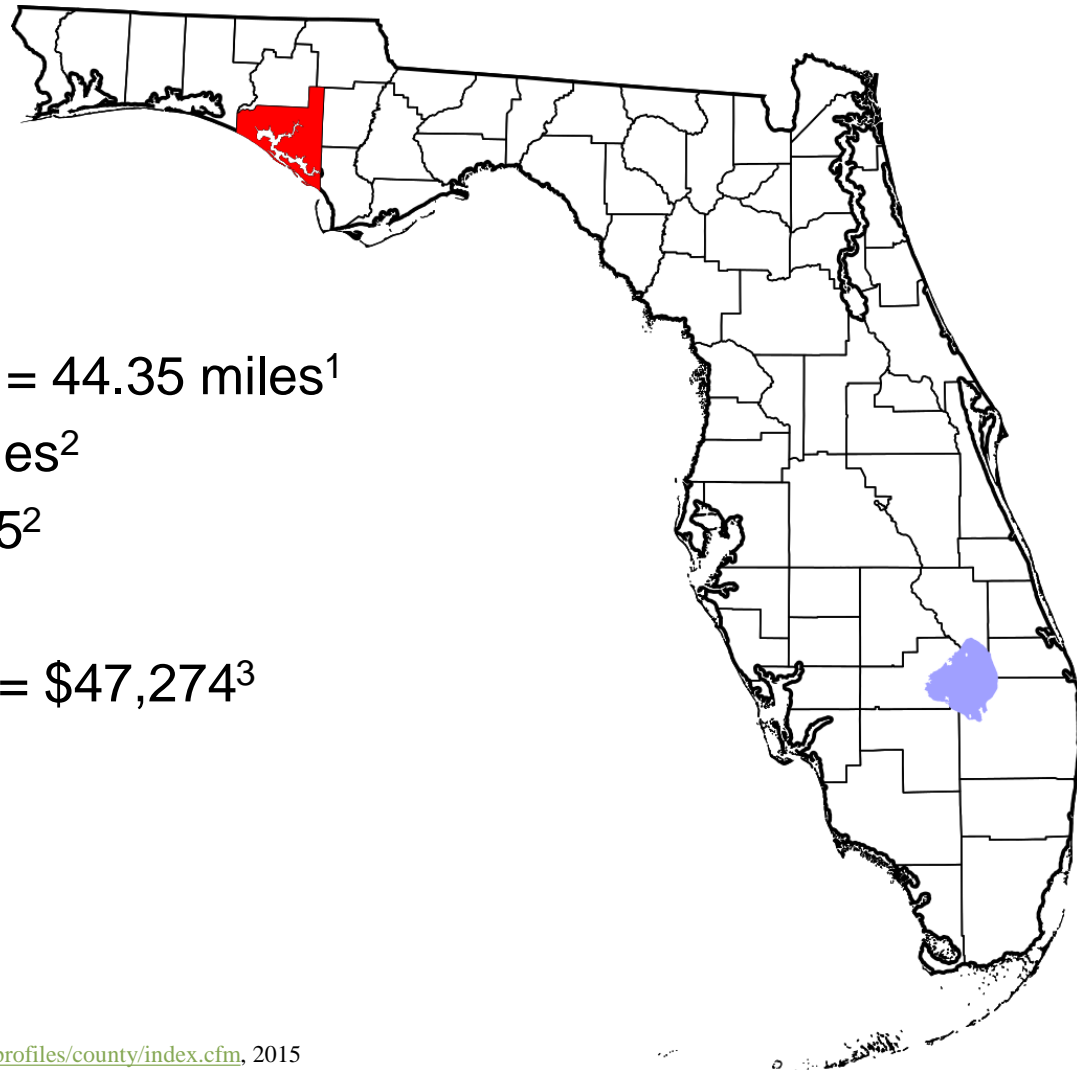 = 44.35 miles¹
es²
5²
= $47,274³
profiles/county/index.cfm, 2015